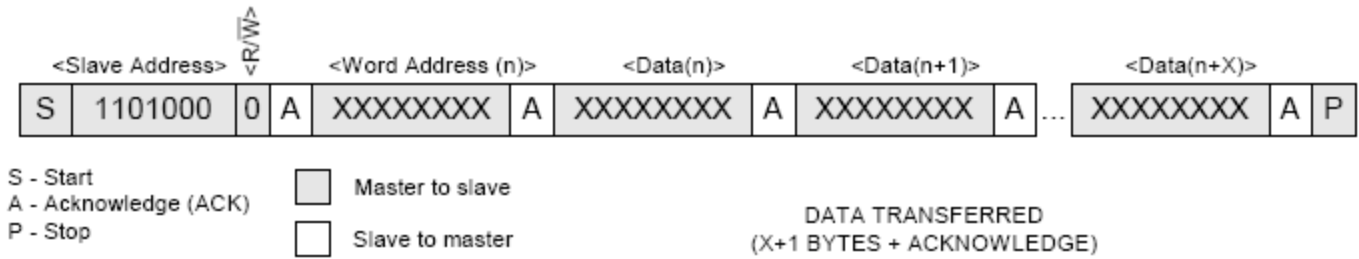 <R/W>
<Slave Address> <Word Address (n)> <Data(n)> <Data(n+1)> <Data(n+X)>
S 1101000 0 A XXXXXXXX A XXXXXXXX A XXXXXXXX A ... XXXXXXXX A P
S - Start
A - Acknowledge (ACK)
P - Stop
Master to slave
Slave to master
DATA TRANSFERRED
(X+1 BYTES + ACKNOWLEDGE)